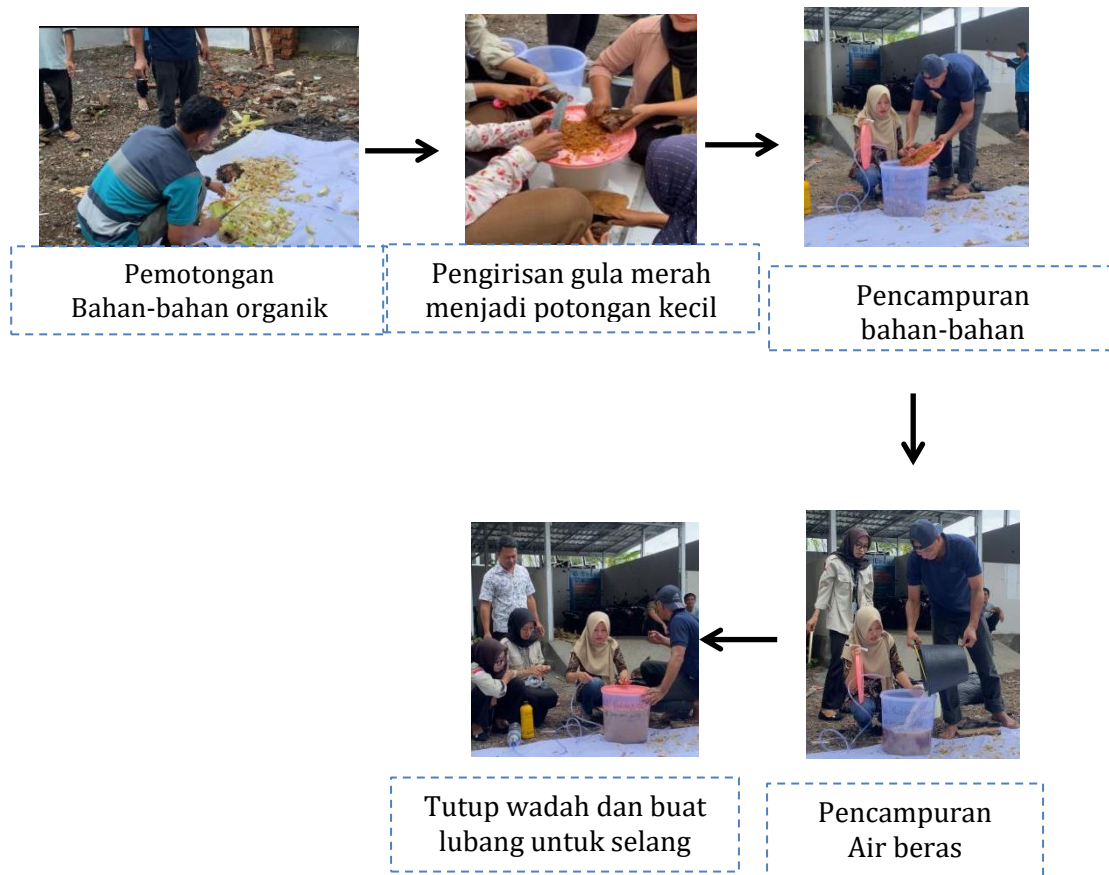 Pemotongan
Bahan-bahan organik
Pengirisan gula merah
menjadi potongan kecil
Pencampuran
bahan-bahan
Pencampuran
Air beras
Tutup wadah dan buat
lubang untuk selang